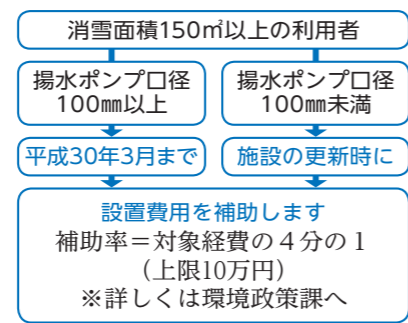 消雪面積150㎡以上の利用者
揚水ポンプ口径
100㎜以上
揚水ポンプ口径
100㎜未満
平成30年3月まで
施設の更新時に
設置費用を補助します
補助率＝対象経費の４分の１
（上限10万円）
※詳しくは環境政策課へ